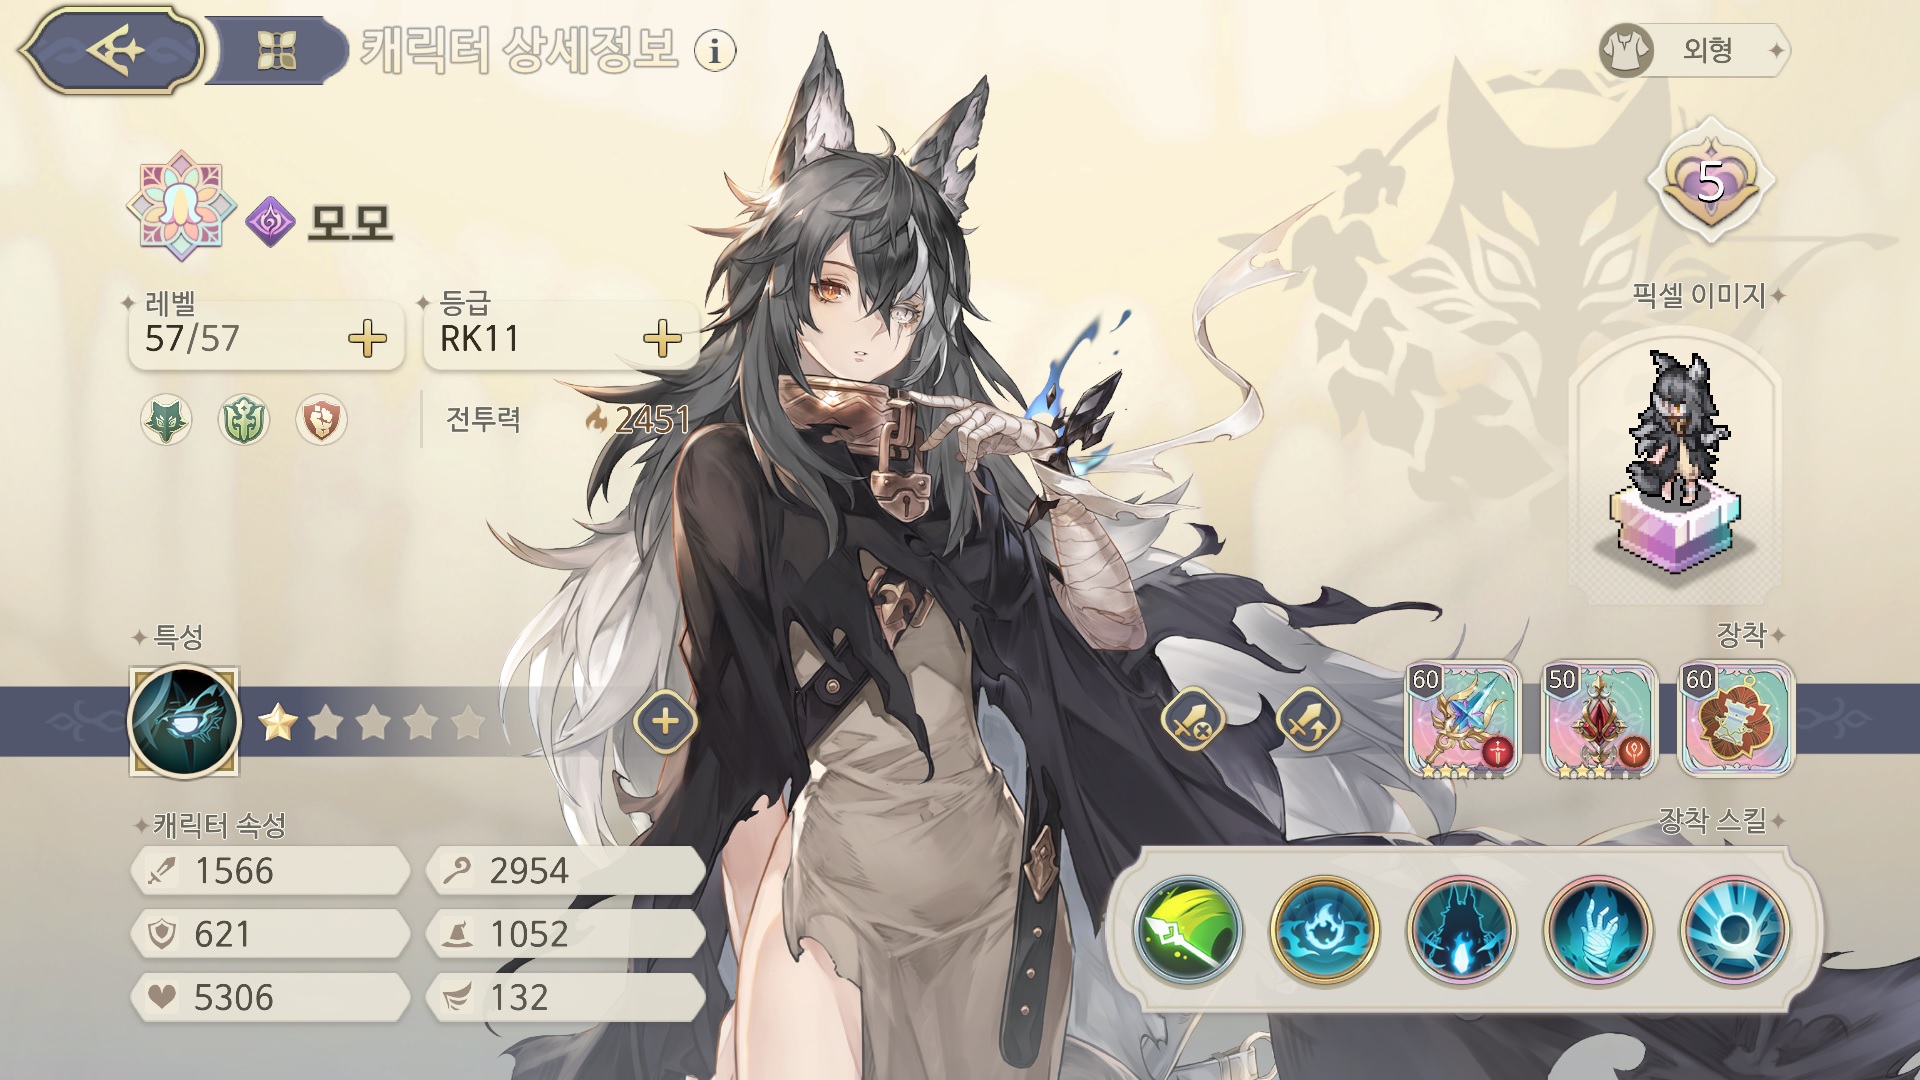 캐릭터 상세정보 i
외형
5
모모
레벨
57/57
등급
RK11
전투력 2451
픽셀 이미지
특성
장착
60 50 60
캐릭터 속성
장착 스킬
1566 2954
621 1052
5306 132